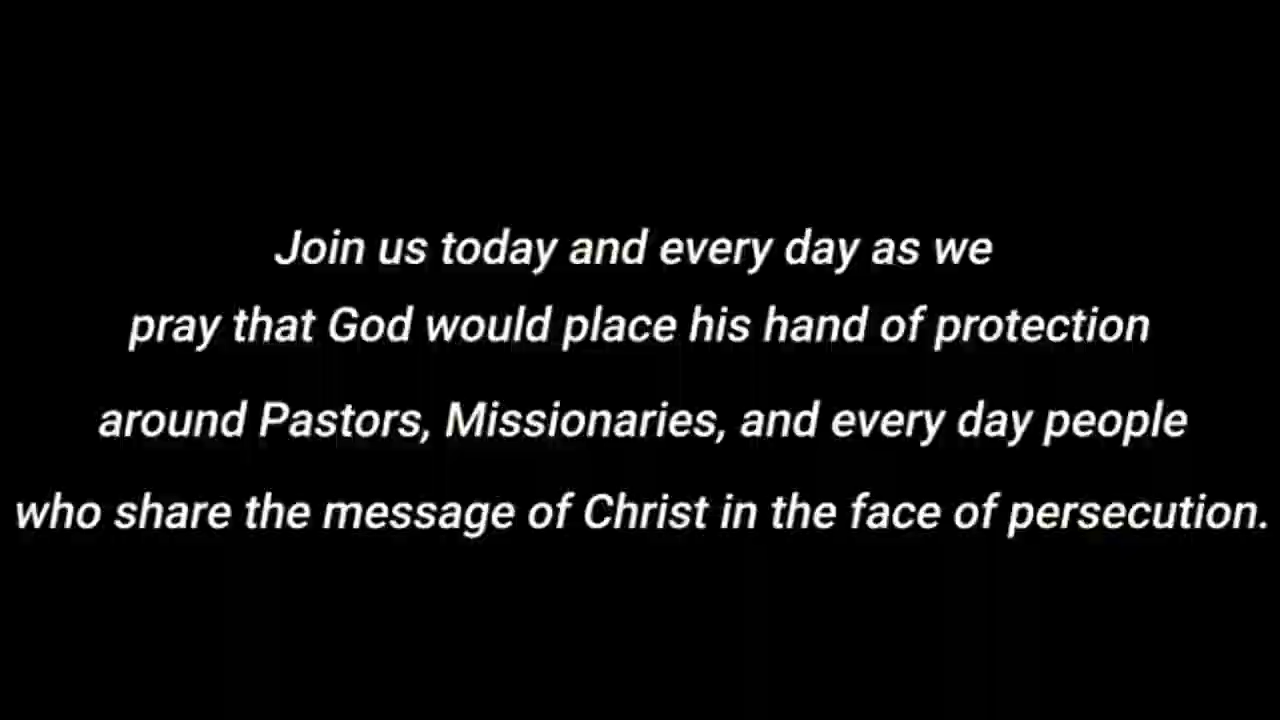 Join us today and every day as we
pray that God would place his hand of protection
around Pastors, Missionaries, and every day people
who share the message of Christ in the face of persecution.